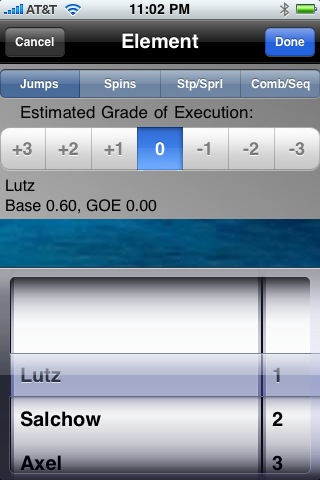 AT&T 11:02 PM
Cancel Element Done
Jumps Spins Stp/Sprl Comb/Seq
Estimated Grade of Execution:
+3 +2 +1 0 -1 -2 -3
Lutz
Base 0.60, GOE 0.00
Lutz 1
Salchow 2
Axel 3